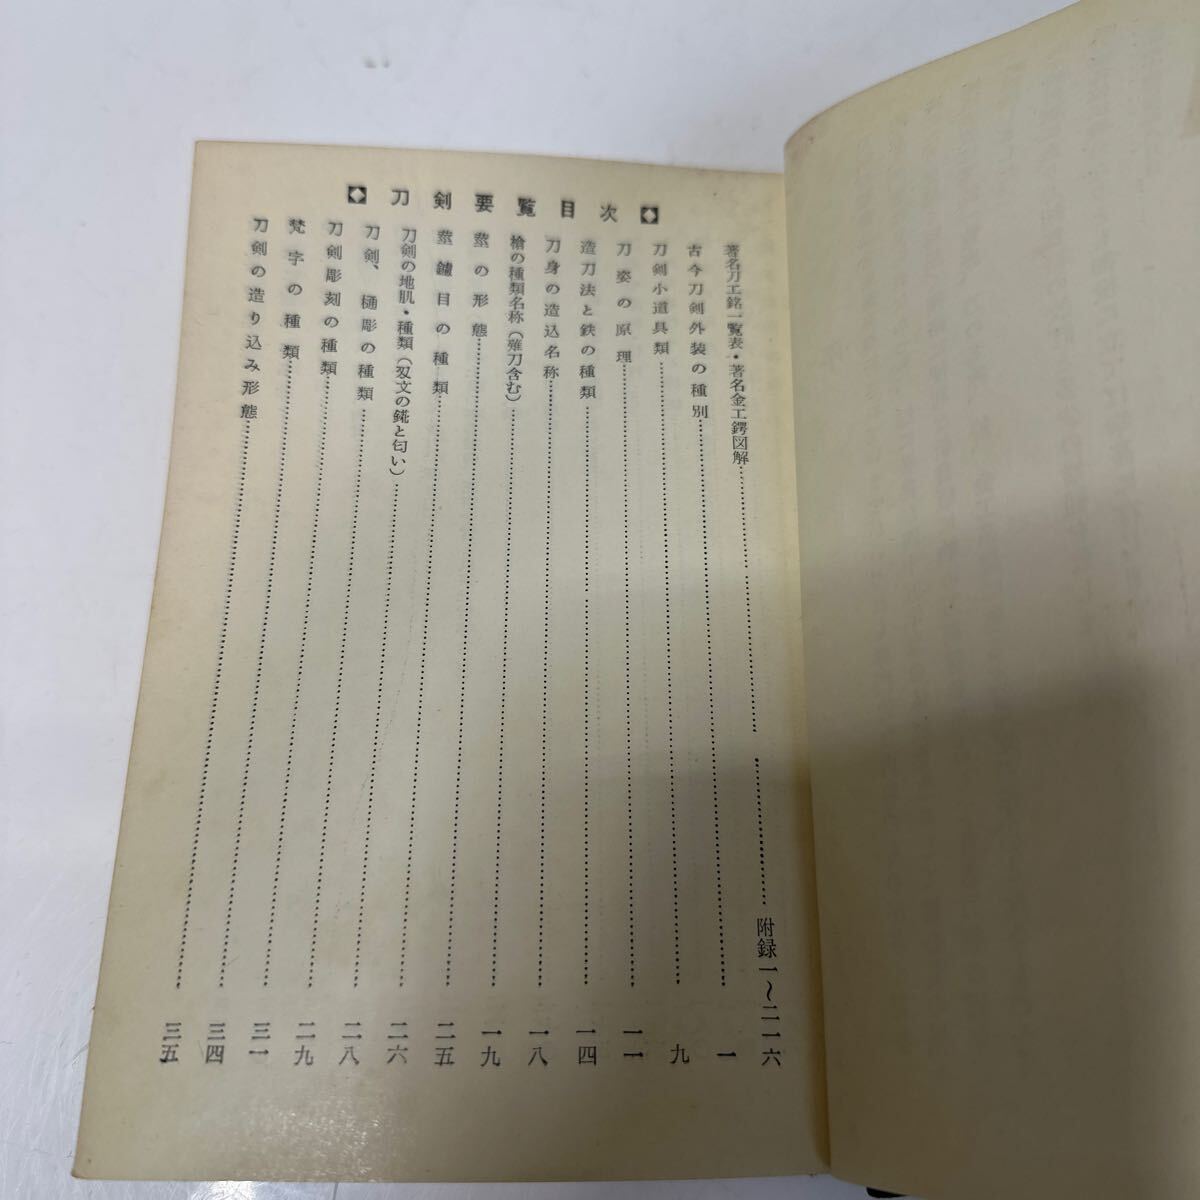 刀剣要覧目次
著名刀工銘一覧表・著名金工鍔図解……附録一〜二一六
古今刀剣外装の種別……一
刀剣小道具類……九
刀姿の原理……一一
造刀法と鉄の種類……一四
刀身の造込名称……一八
槍の種類名称(薙刀含む)……一九
莖の形態……二五
莖鑢目の種類……二六
刀剣の地肌・種類(刄文の錵と匂い)……二八
刀剣、樋彫の種類……二九
刀剣彫刻の種類……三一
梵字の種類……三四
刀剣の造り込み形態……三五